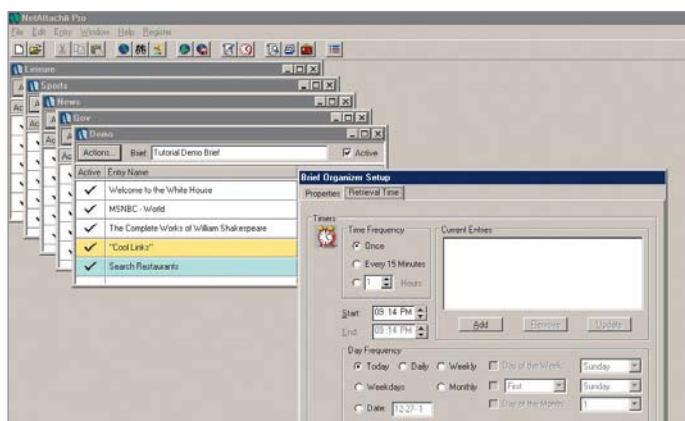 NetAttaché Pro
File Edit Entry Window Help Register
Leisure
Sports
News
Gov
Demo
Actions... Brief: Tutorial Demo Brief Active
Active Entry Name
Welcome to the White House
MSNBC - World
The Complete Works of William Shakespeare
"Cool Links"
Search Restaurants
Brief Organizer Setup
Properties Retrieval Time
Timers
Time Frequency Current Entries
Once
Every 15 Minutes
1 Hours
Start: 09:14 PM
End: 09:14 PM
Add Remove Update
Day Frequency
Today Daily Weekly Day of the Week: Sunday
Weekdays Monthly First Sunday
Date: 12-27-1 Day of the Month: 1